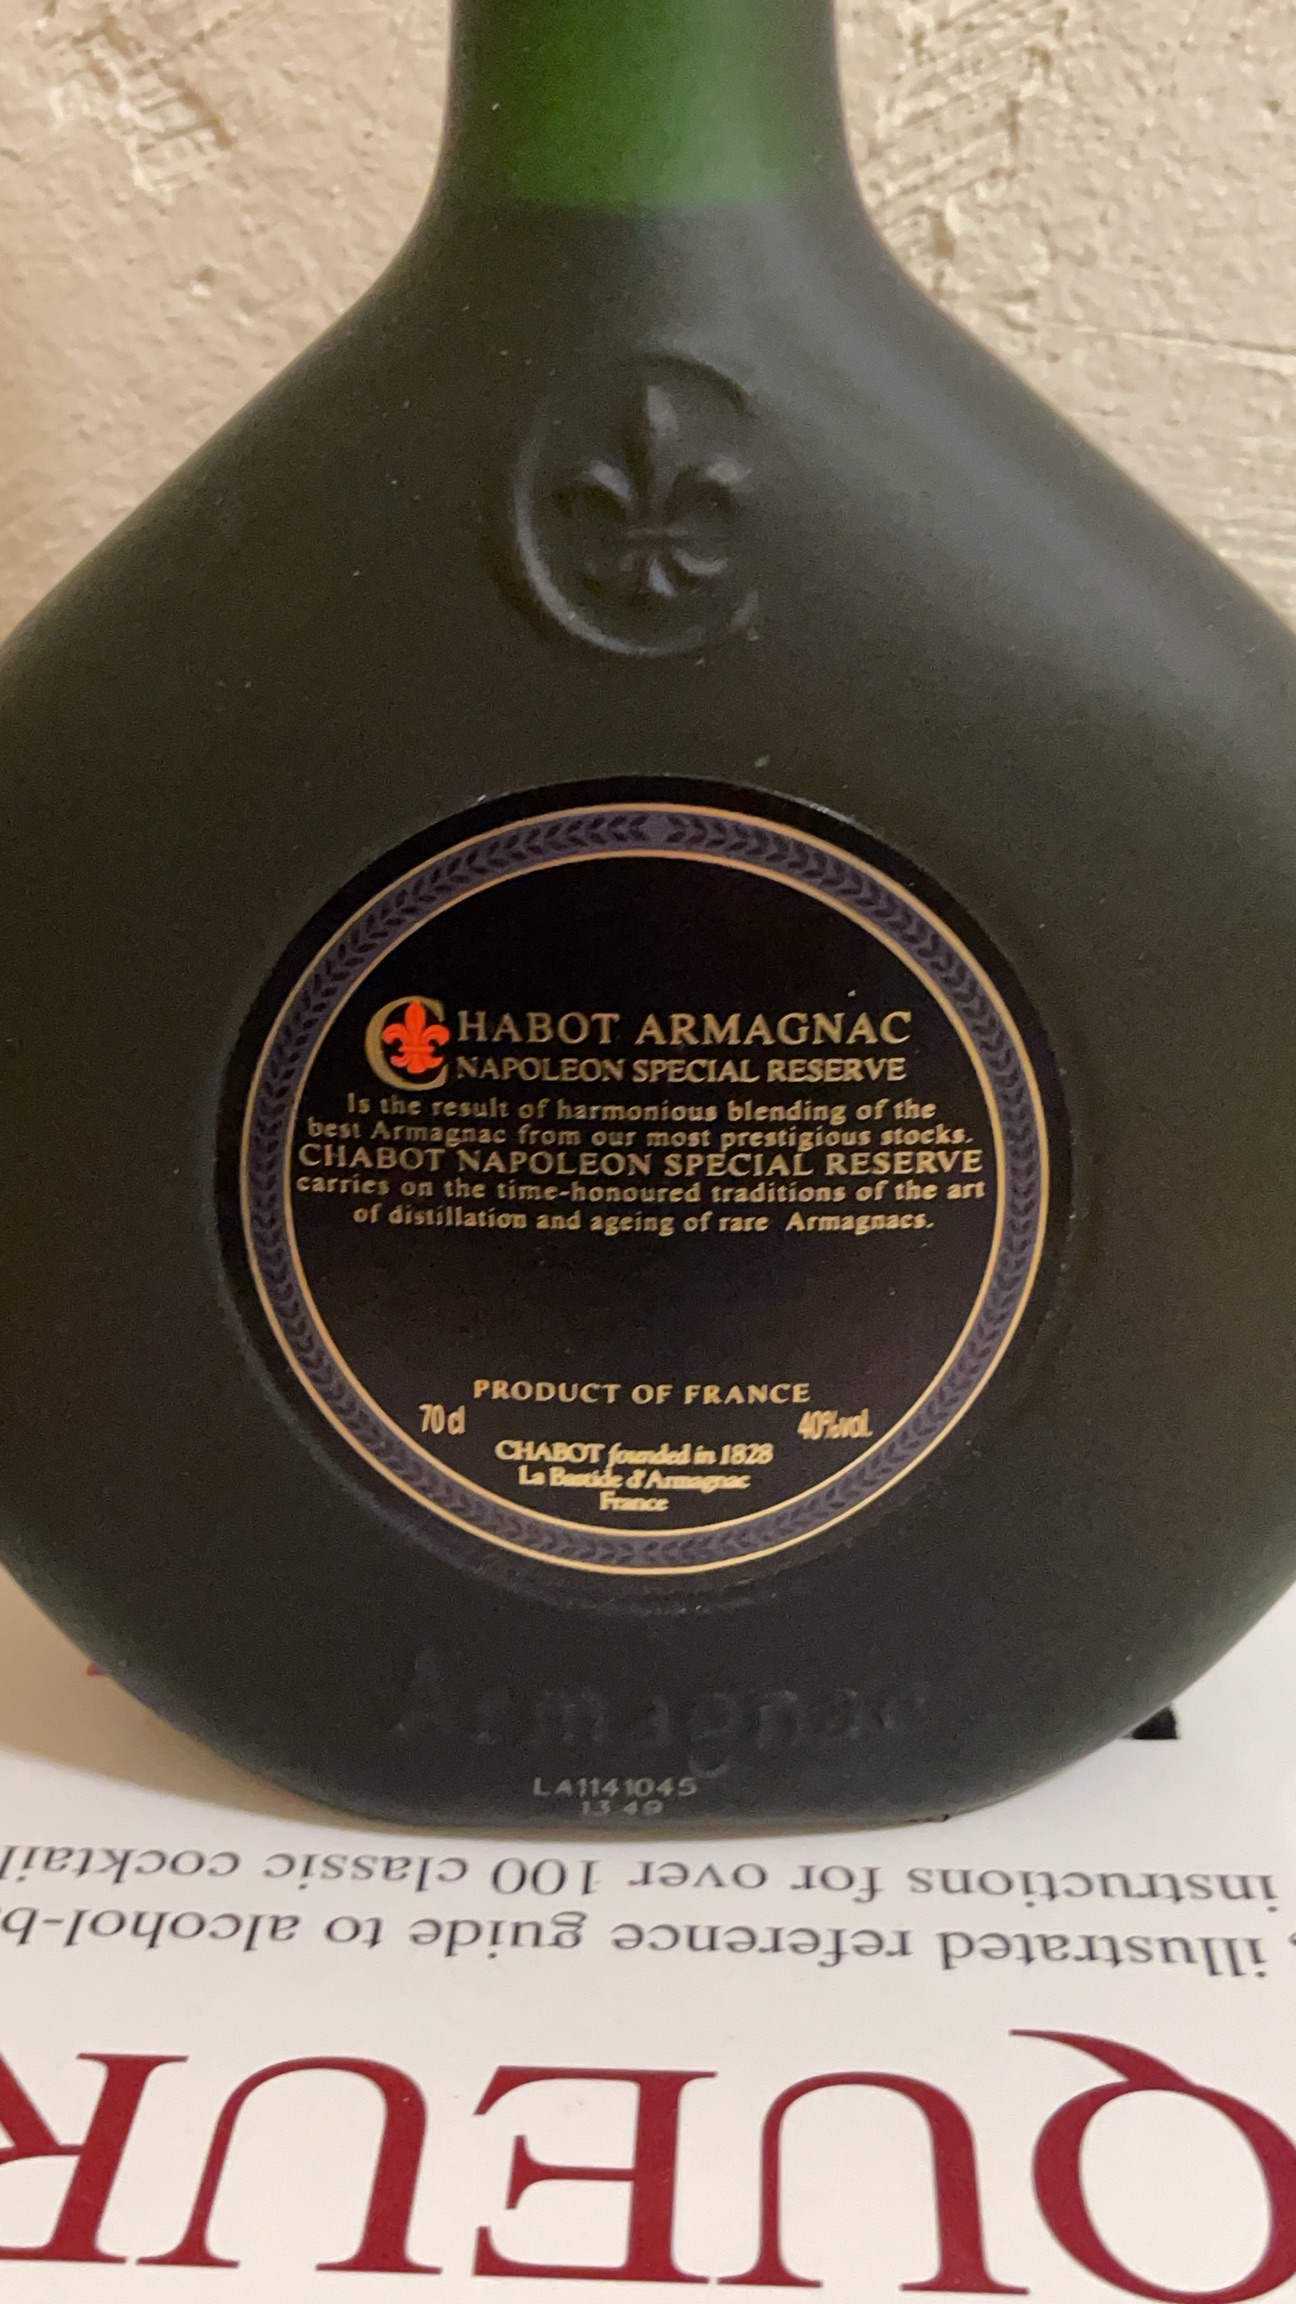 CHABOT ARMAGNAC
NAPOLEON SPECIAL RESERVE
Is the result of harmonious blending of the
best Armagnac from our most prestigious stocks.
CHABOT NAPOLEON SPECIAL RESERVE
carries on the time-honoured traditions of the art
of distillation and ageing of rare Armagnacs.
PRODUCT OF FRANCE
70 cl 40%vol.
CHABOT founded in 1828
La Bastide d'Armagnac
France
Armagnac
LA1141045
13 49
QUEUR
illustrated reference guide to alcohol-b
instructions for over 100 classic cocktail